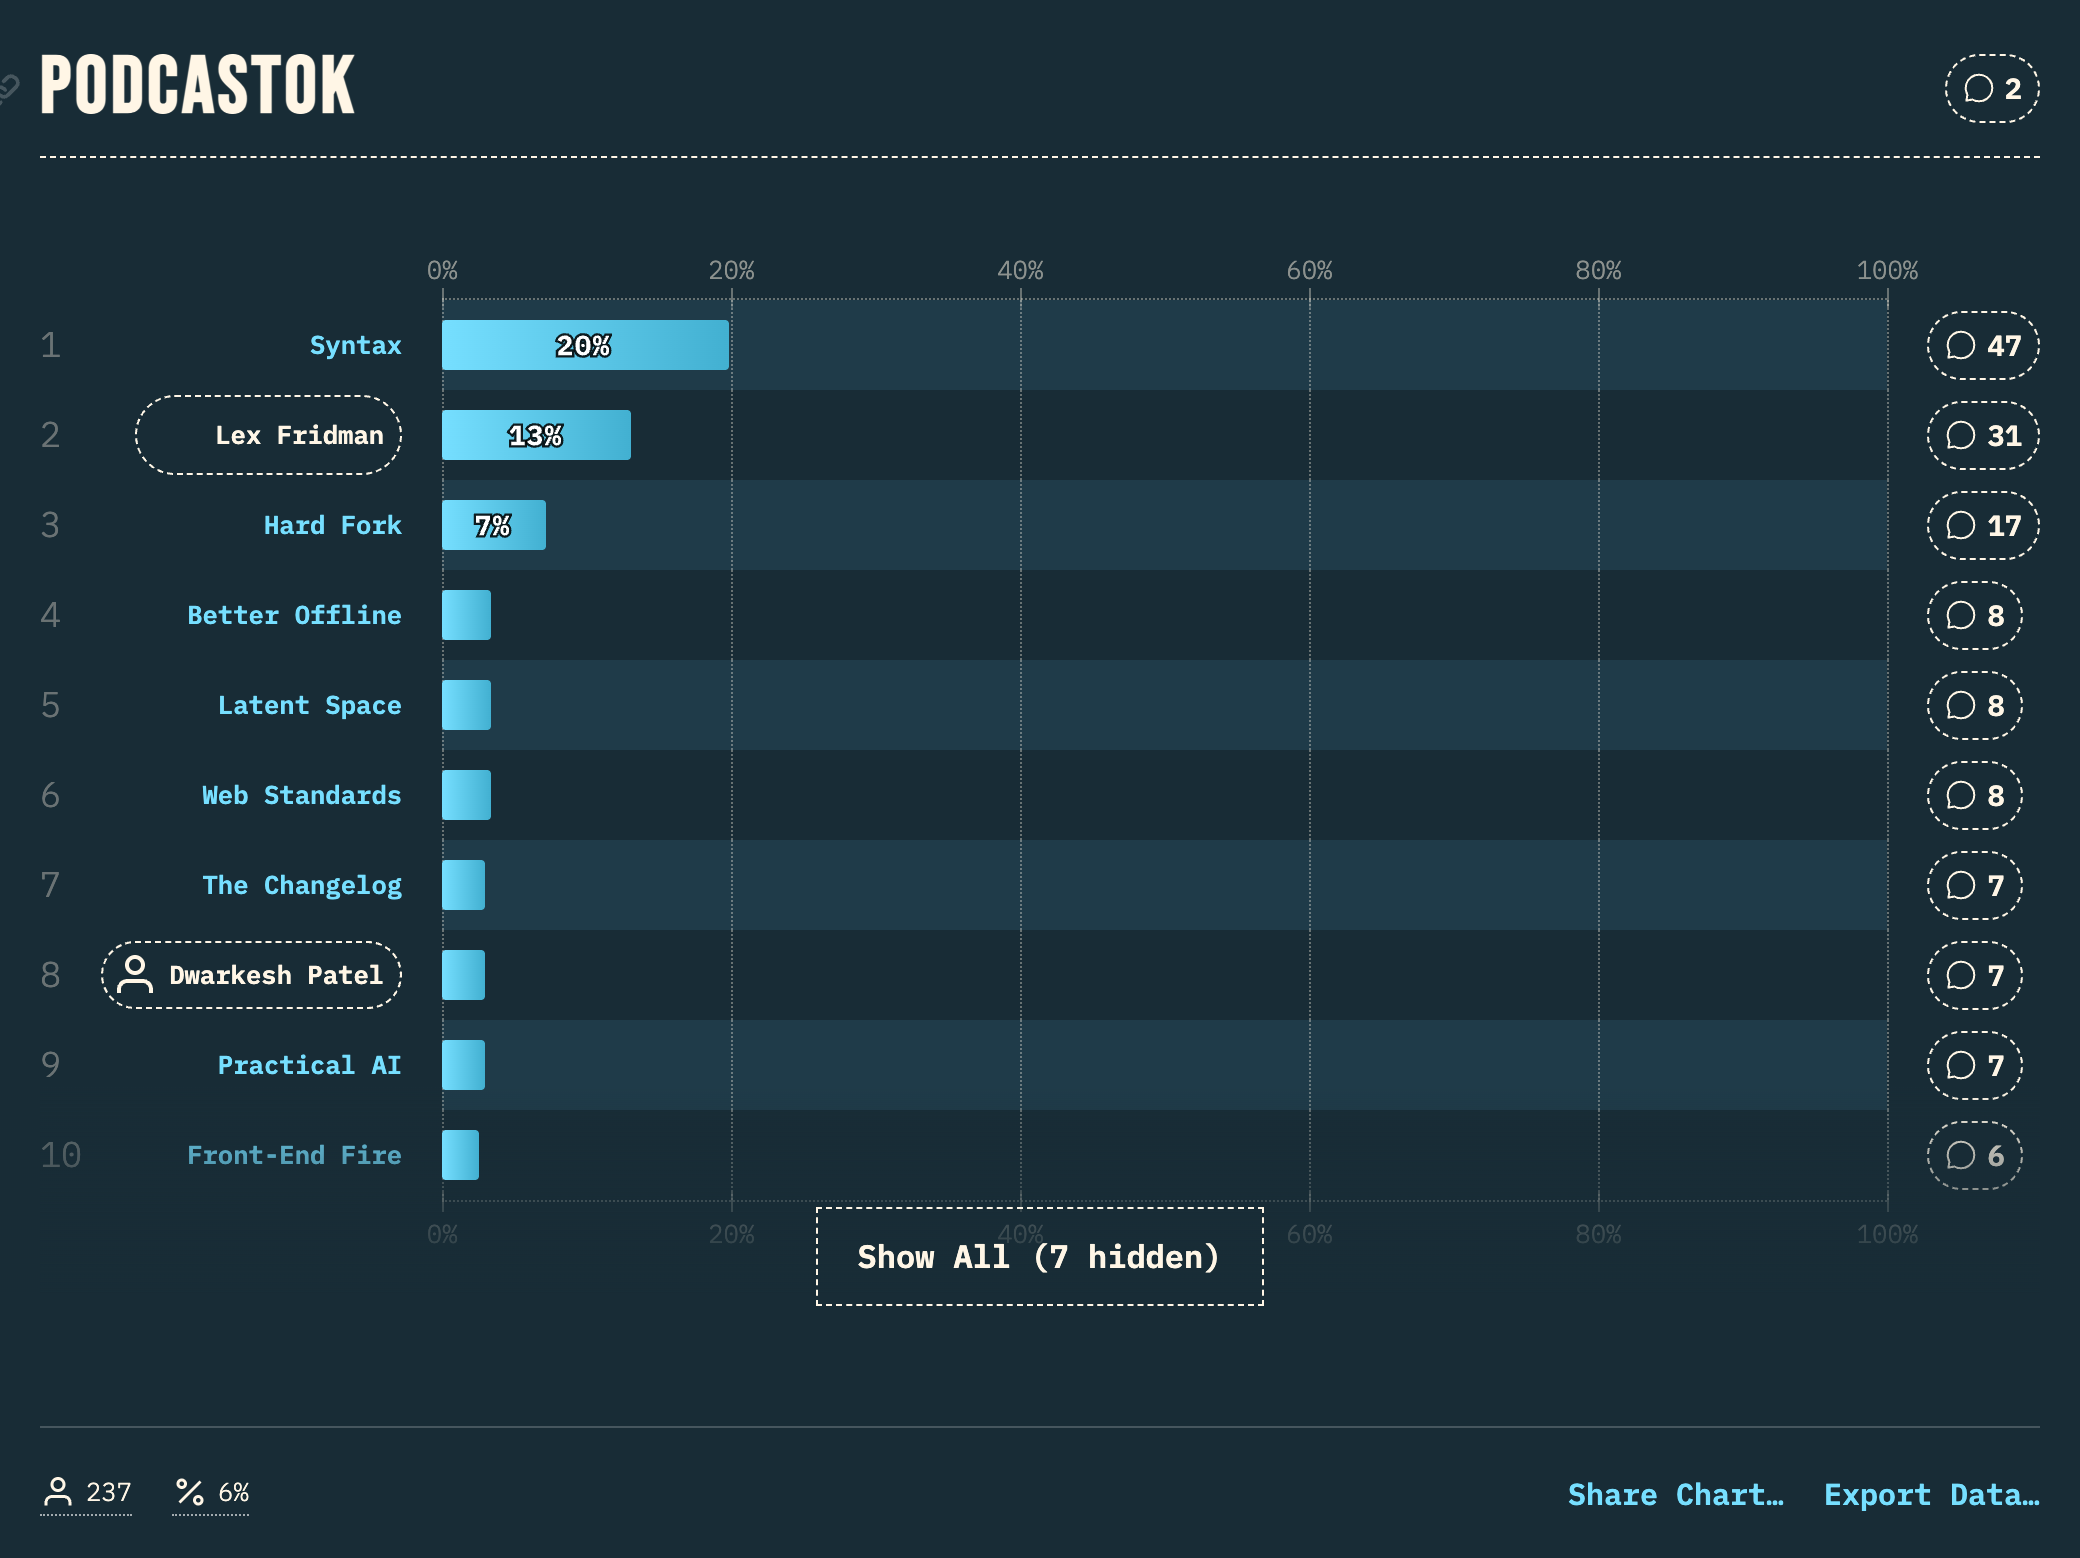 PODCASTOK
2
0% 20% 40% 60% 80% 100%
1 Syntax 20% 47
2 Lex Fridman 13% 31
3 Hard Fork 7% 17
4 Better Offline 8
5 Latent Space 8
6 Web Standards 8
7 The Changelog 7
8 Dwarkesh Patel 7
9 Practical AI 7
10 Front-End Fire 6
0% 20% 40% 60% 80% 100%
Show All (7 hidden)
237 6% Share Chart… Export Data…